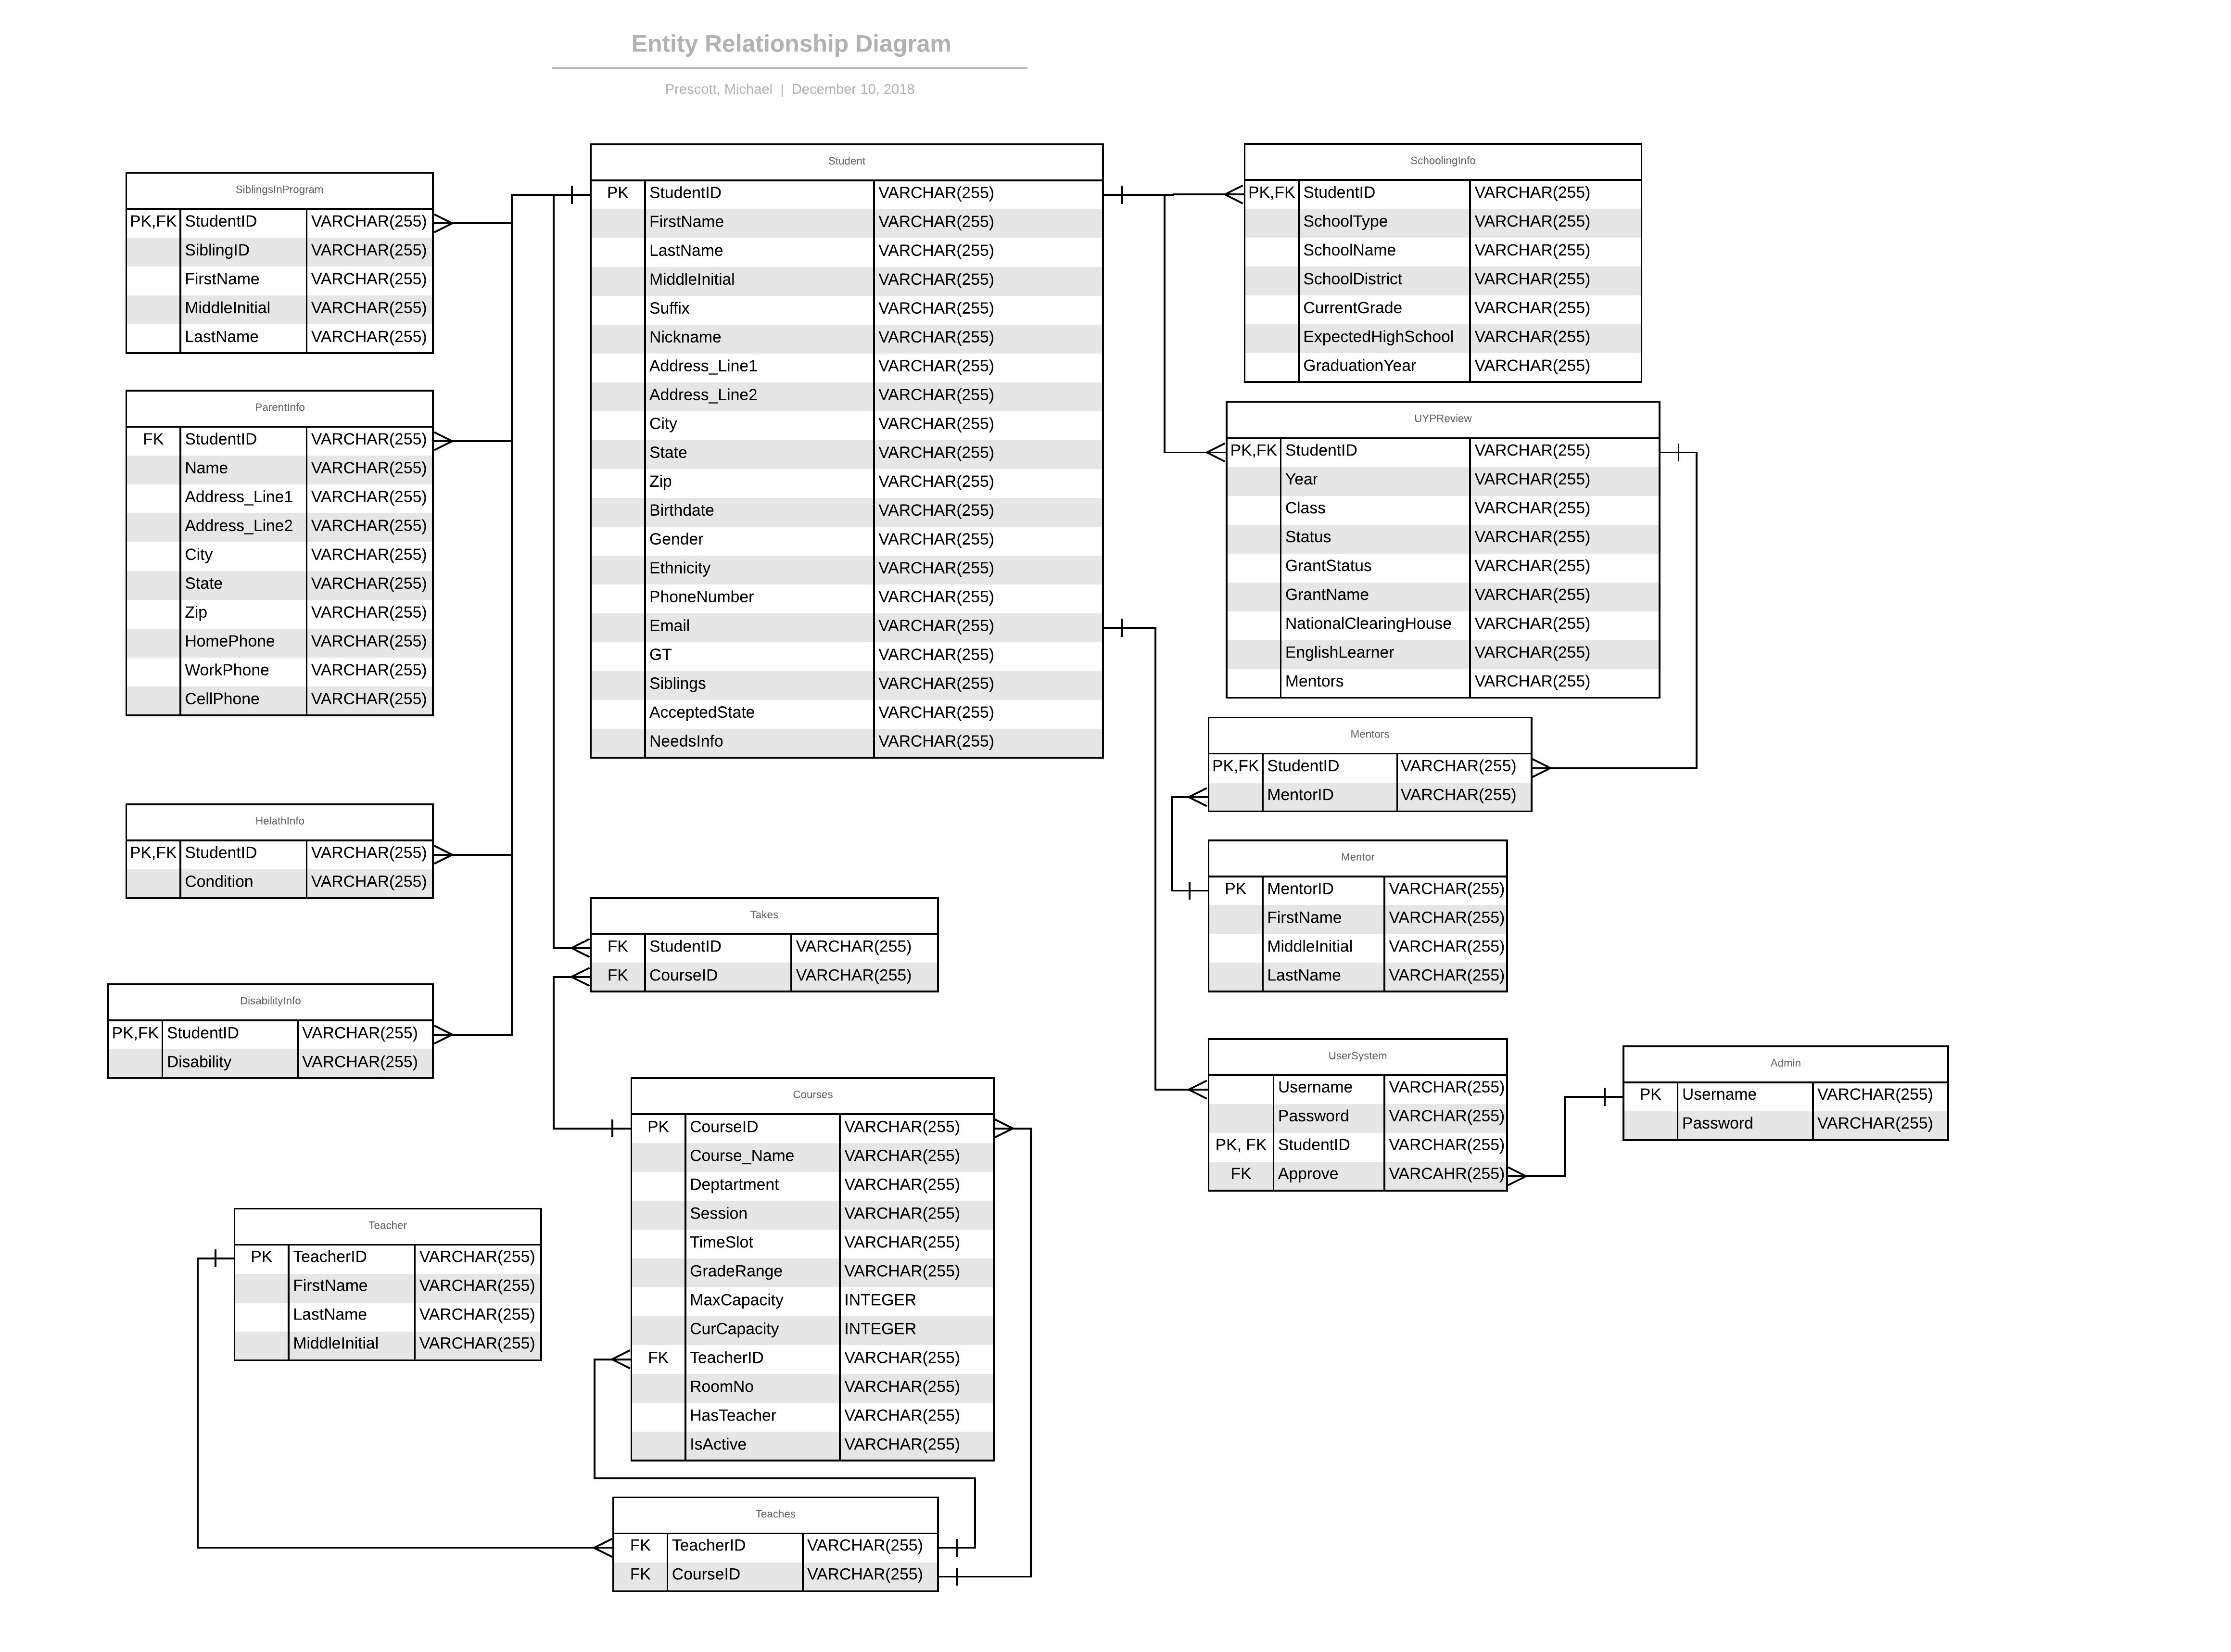 Entity Relationship Diagram
Prescott, Michael | December 10, 2018
SiblingsInProgram
PK,FK StudentID VARCHAR(255)
SiblingID VARCHAR(255)
FirstName VARCHAR(255)
MiddleInitial VARCHAR(255)
LastName VARCHAR(255)
ParentInfo
FK StudentID VARCHAR(255)
Name VARCHAR(255)
Address_Line1 VARCHAR(255)
Address_Line2 VARCHAR(255)
City VARCHAR(255)
State VARCHAR(255)
Zip VARCHAR(255)
HomePhone VARCHAR(255)
WorkPhone VARCHAR(255)
CellPhone VARCHAR(255)
HelathInfo
PK,FK StudentID VARCHAR(255)
Condition VARCHAR(255)
DisabilityInfo
PK,FK StudentID VARCHAR(255)
Disability VARCHAR(255)
Teacher
PK TeacherID VARCHAR(255)
FirstName VARCHAR(255)
LastName VARCHAR(255)
MiddleInitial VARCHAR(255)
Student
PK StudentID VARCHAR(255)
FirstName VARCHAR(255)
LastName VARCHAR(255)
MiddleInitial VARCHAR(255)
Suffix VARCHAR(255)
Nickname VARCHAR(255)
Address_Line1 VARCHAR(255)
Address_Line2 VARCHAR(255)
City VARCHAR(255)
State VARCHAR(255)
Zip VARCHAR(255)
Birthdate VARCHAR(255)
Gender VARCHAR(255)
Ethnicity VARCHAR(255)
PhoneNumber VARCHAR(255)
Email VARCHAR(255)
GT VARCHAR(255)
Siblings VARCHAR(255)
AcceptedState VARCHAR(255)
NeedsInfo VARCHAR(255)
Takes
FK StudentID VARCHAR(255)
FK CourseID VARCHAR(255)
Courses
PK CourseID VARCHAR(255)
Course_Name VARCHAR(255)
Deptartment VARCHAR(255)
Session VARCHAR(255)
TimeSlot VARCHAR(255)
GradeRange VARCHAR(255)
MaxCapacity INTEGER
CurCapacity INTEGER
FK TeacherID VARCHAR(255)
RoomNo VARCHAR(255)
HasTeacher VARCHAR(255)
IsActive VARCHAR(255)
Teaches
FK TeacherID VARCHAR(255)
FK CourseID VARCHAR(255)
SchoolingInfo
PK,FK StudentID VARCHAR(255)
SchoolType VARCHAR(255)
SchoolName VARCHAR(255)
SchoolDistrict VARCHAR(255)
CurrentGrade VARCHAR(255)
ExpectedHighSchool VARCHAR(255)
GraduationYear VARCHAR(255)
UYPReview
PK,FK StudentID VARCHAR(255)
Year VARCHAR(255)
Class VARCHAR(255)
Status VARCHAR(255)
GrantStatus VARCHAR(255)
GrantName VARCHAR(255)
NationalClearingHouse VARCHAR(255)
EnglishLearner VARCHAR(255)
Mentors VARCHAR(255)
Mentors
PK,FK StudentID VARCHAR(255)
MentorID VARCHAR(255)
Mentor
PK MentorID VARCHAR(255)
FirstName VARCHAR(255)
MiddleInitial VARCHAR(255)
LastName VARCHAR(255)
UserSystem
Username VARCHAR(255)
Password VARCHAR(255)
PK, FK StudentID VARCHAR(255)
FK Approve VARCAHR(255)
Admin
PK Username VARCHAR(255)
Password VARCHAR(255)